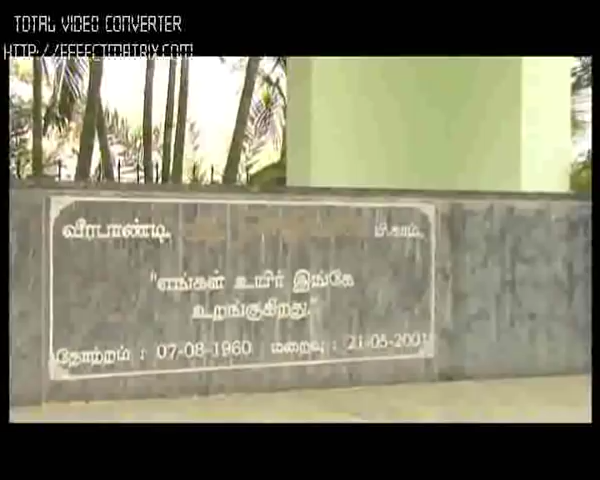 TOTAL VIDEO CONVERTER
HTTP://EFFECTMATRIX.COM
வீரபாண்டி
"எங்கள் உயிர் இங்கே
உறங்குகிறது."
தோற்றம் : 07-08-1960 மறைவு : 21-05-2001